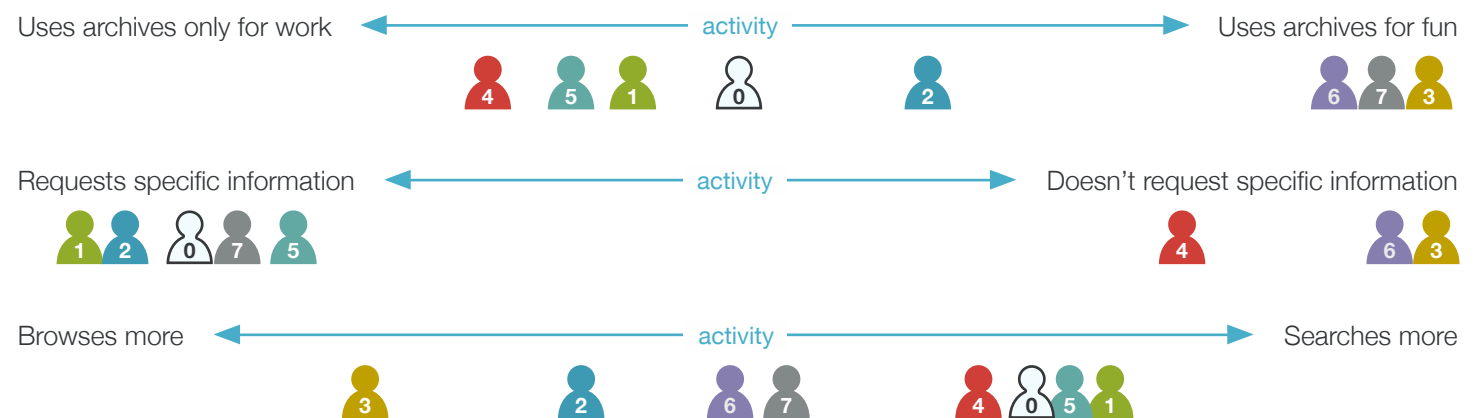 Uses archives only for work activity Uses archives for fun
4 5 1 0 2 6 7 3
Requests specific information activity Doesn’t request specific information
1 2 0 7 5 4 6 3
Browses more activity Searches more
3 2 6 7 4 0 5 1